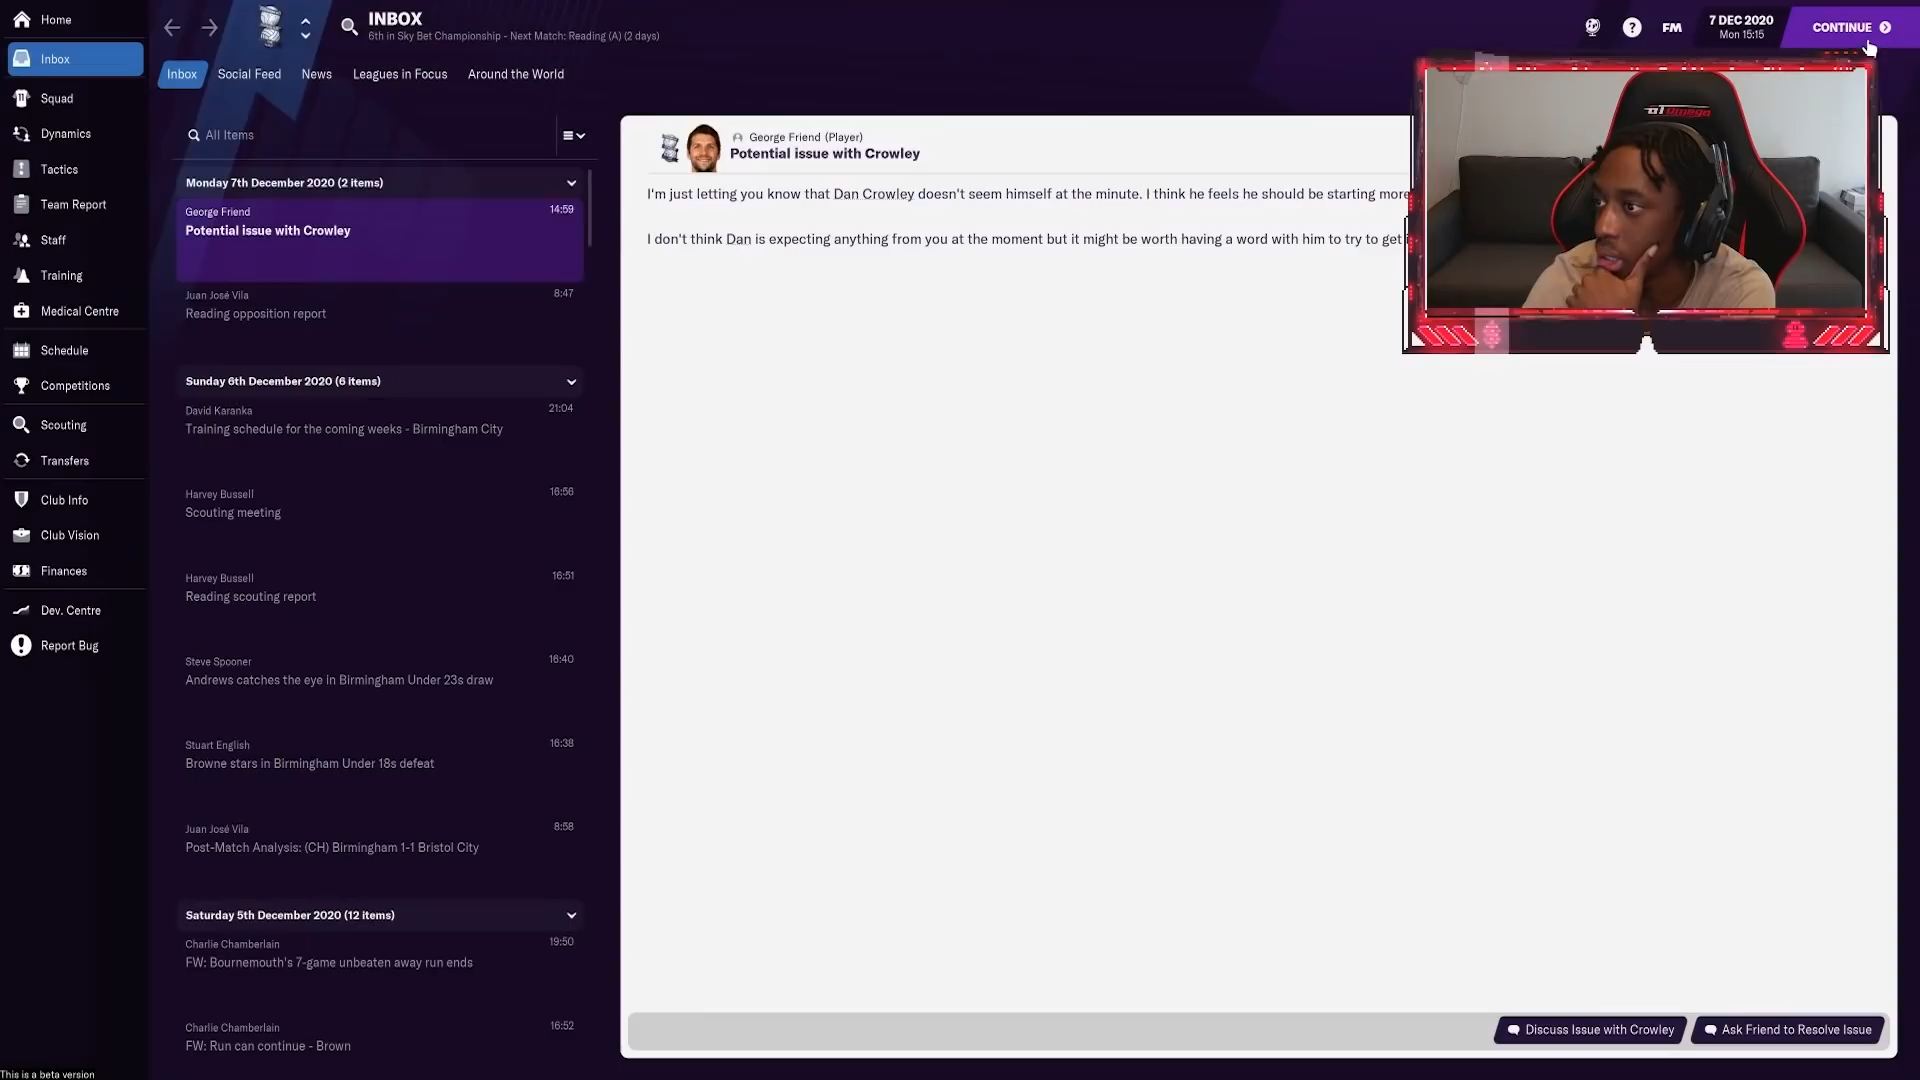 Home
INBOX
6th in Sky Bet Championship - Next Match: Reading (A) (2 days)
FM
7 DEC 2020
Mon 15:15
CONTINUE
Inbox
Inbox
Social Feed
News
Leagues in Focus
Around the World
Squad
Dynamics
Tactics
Team Report
Staff
Training
Medical Centre
Schedule
Competitions
Scouting
Transfers
Club Info
Club Vision
Finances
Dev. Centre
Report Bug
This is a beta version
All Items
Monday 7th December 2020 (2 items)
George Friend 14:59
Potential issue with Crowley
Juan José Vila 8:47
Reading opposition report
Sunday 6th December 2020 (6 items)
David Karanka 21:04
Training schedule for the coming weeks - Birmingham City
Harvey Bussell 16:56
Scouting meeting
Harvey Bussell 16:51
Reading scouting report
Steve Spooner 16:40
Andrews catches the eye in Birmingham Under 23s draw
Stuart English 16:38
Browne stars in Birmingham Under 18s defeat
Juan José Vila 8:58
Post-Match Analysis: (CH) Birmingham 1-1 Bristol City
Saturday 5th December 2020 (12 items)
Charlie Chamberlain 19:50
FW: Bournemouth's 7-game unbeaten away run ends
Charlie Chamberlain 16:52
FW: Run can continue - Brown
George Friend (Player)
Potential issue with Crowley
I'm just letting you know that Dan Crowley doesn't seem himself at the minute. I think he feels he should be starting more
I don't think Dan is expecting anything from you at the moment but it might be worth having a word with him to try to get
GT Omega
Discuss Issue with Crowley
Ask Friend to Resolve Issue